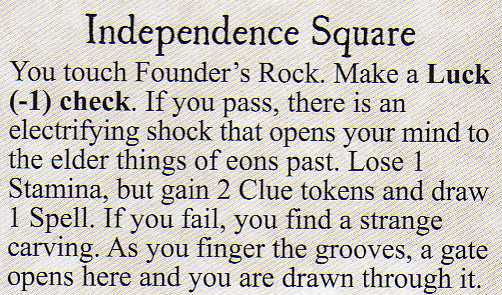 Independence Square
You touch Founder's Rock. Make a Luck
(-1) check. If you pass, there is an
electrifying shock that opens your mind to
the elder things of eons past. Lose 1
Stamina, but gain 2 Clue tokens and draw
1 Spell. If you fail, you find a strange
carving. As you finger the grooves, a gate
opens here and you are drawn through it.